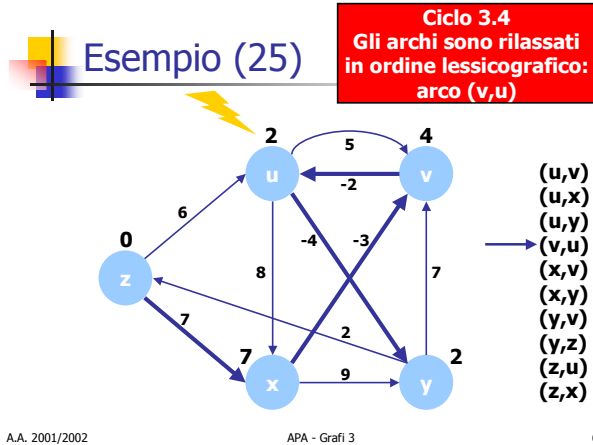 Esempio (25)
Ciclo 3.4
Gli archi sono rilassati
in ordine lessicografico:
arco (v,u)
2
5
4
u
v
-2
6
-4
-3
0
z
8
7
7
2
7
x
9
y
2
(u,v)
(u,x)
(u,y)
(v,u)
(x,v)
(x,y)
(y,v)
(y,z)
(z,u)
(z,x)
A.A. 2001/2002
APA - Grafi 3